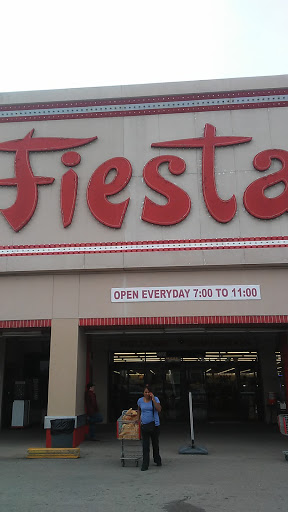 Fiesta
OPEN EVERYDAY 7:00 TO 11:00